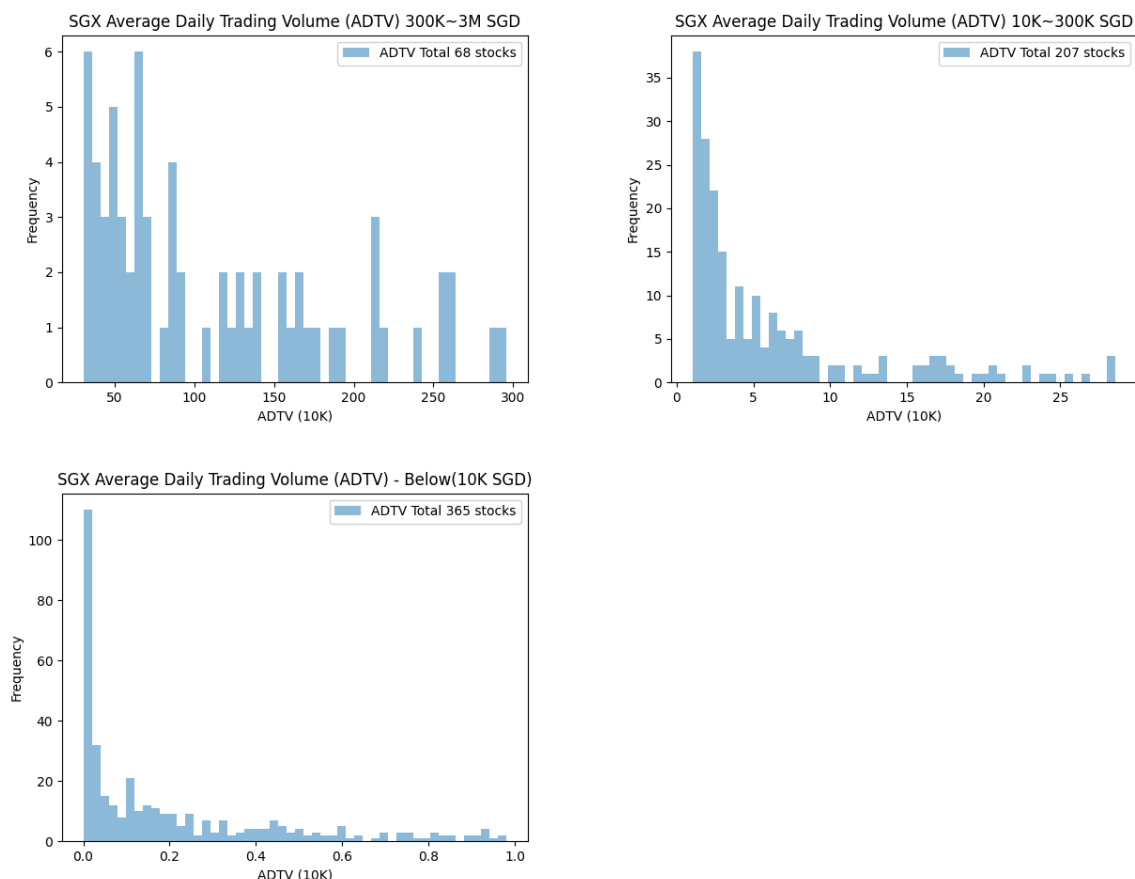 SGX Average Daily Trading Volume (ADTV) 300K~3M SGD
ADTV Total 68 stocks
6
5
4
3
2
1
0
Frequency
50 100 150 200 250 300
ADTV (10K)
SGX Average Daily Trading Volume (ADTV) 10K~300K SGD
ADTV Total 207 stocks
35
30
25
20
15
10
5
0
Frequency
0 5 10 15 20 25
ADTV (10K)
SGX Average Daily Trading Volume (ADTV) - Below(10K SGD)
ADTV Total 365 stocks
100
80
60
40
20
0
Frequency
0.0 0.2 0.4 0.6 0.8 1.0
ADTV (10K)